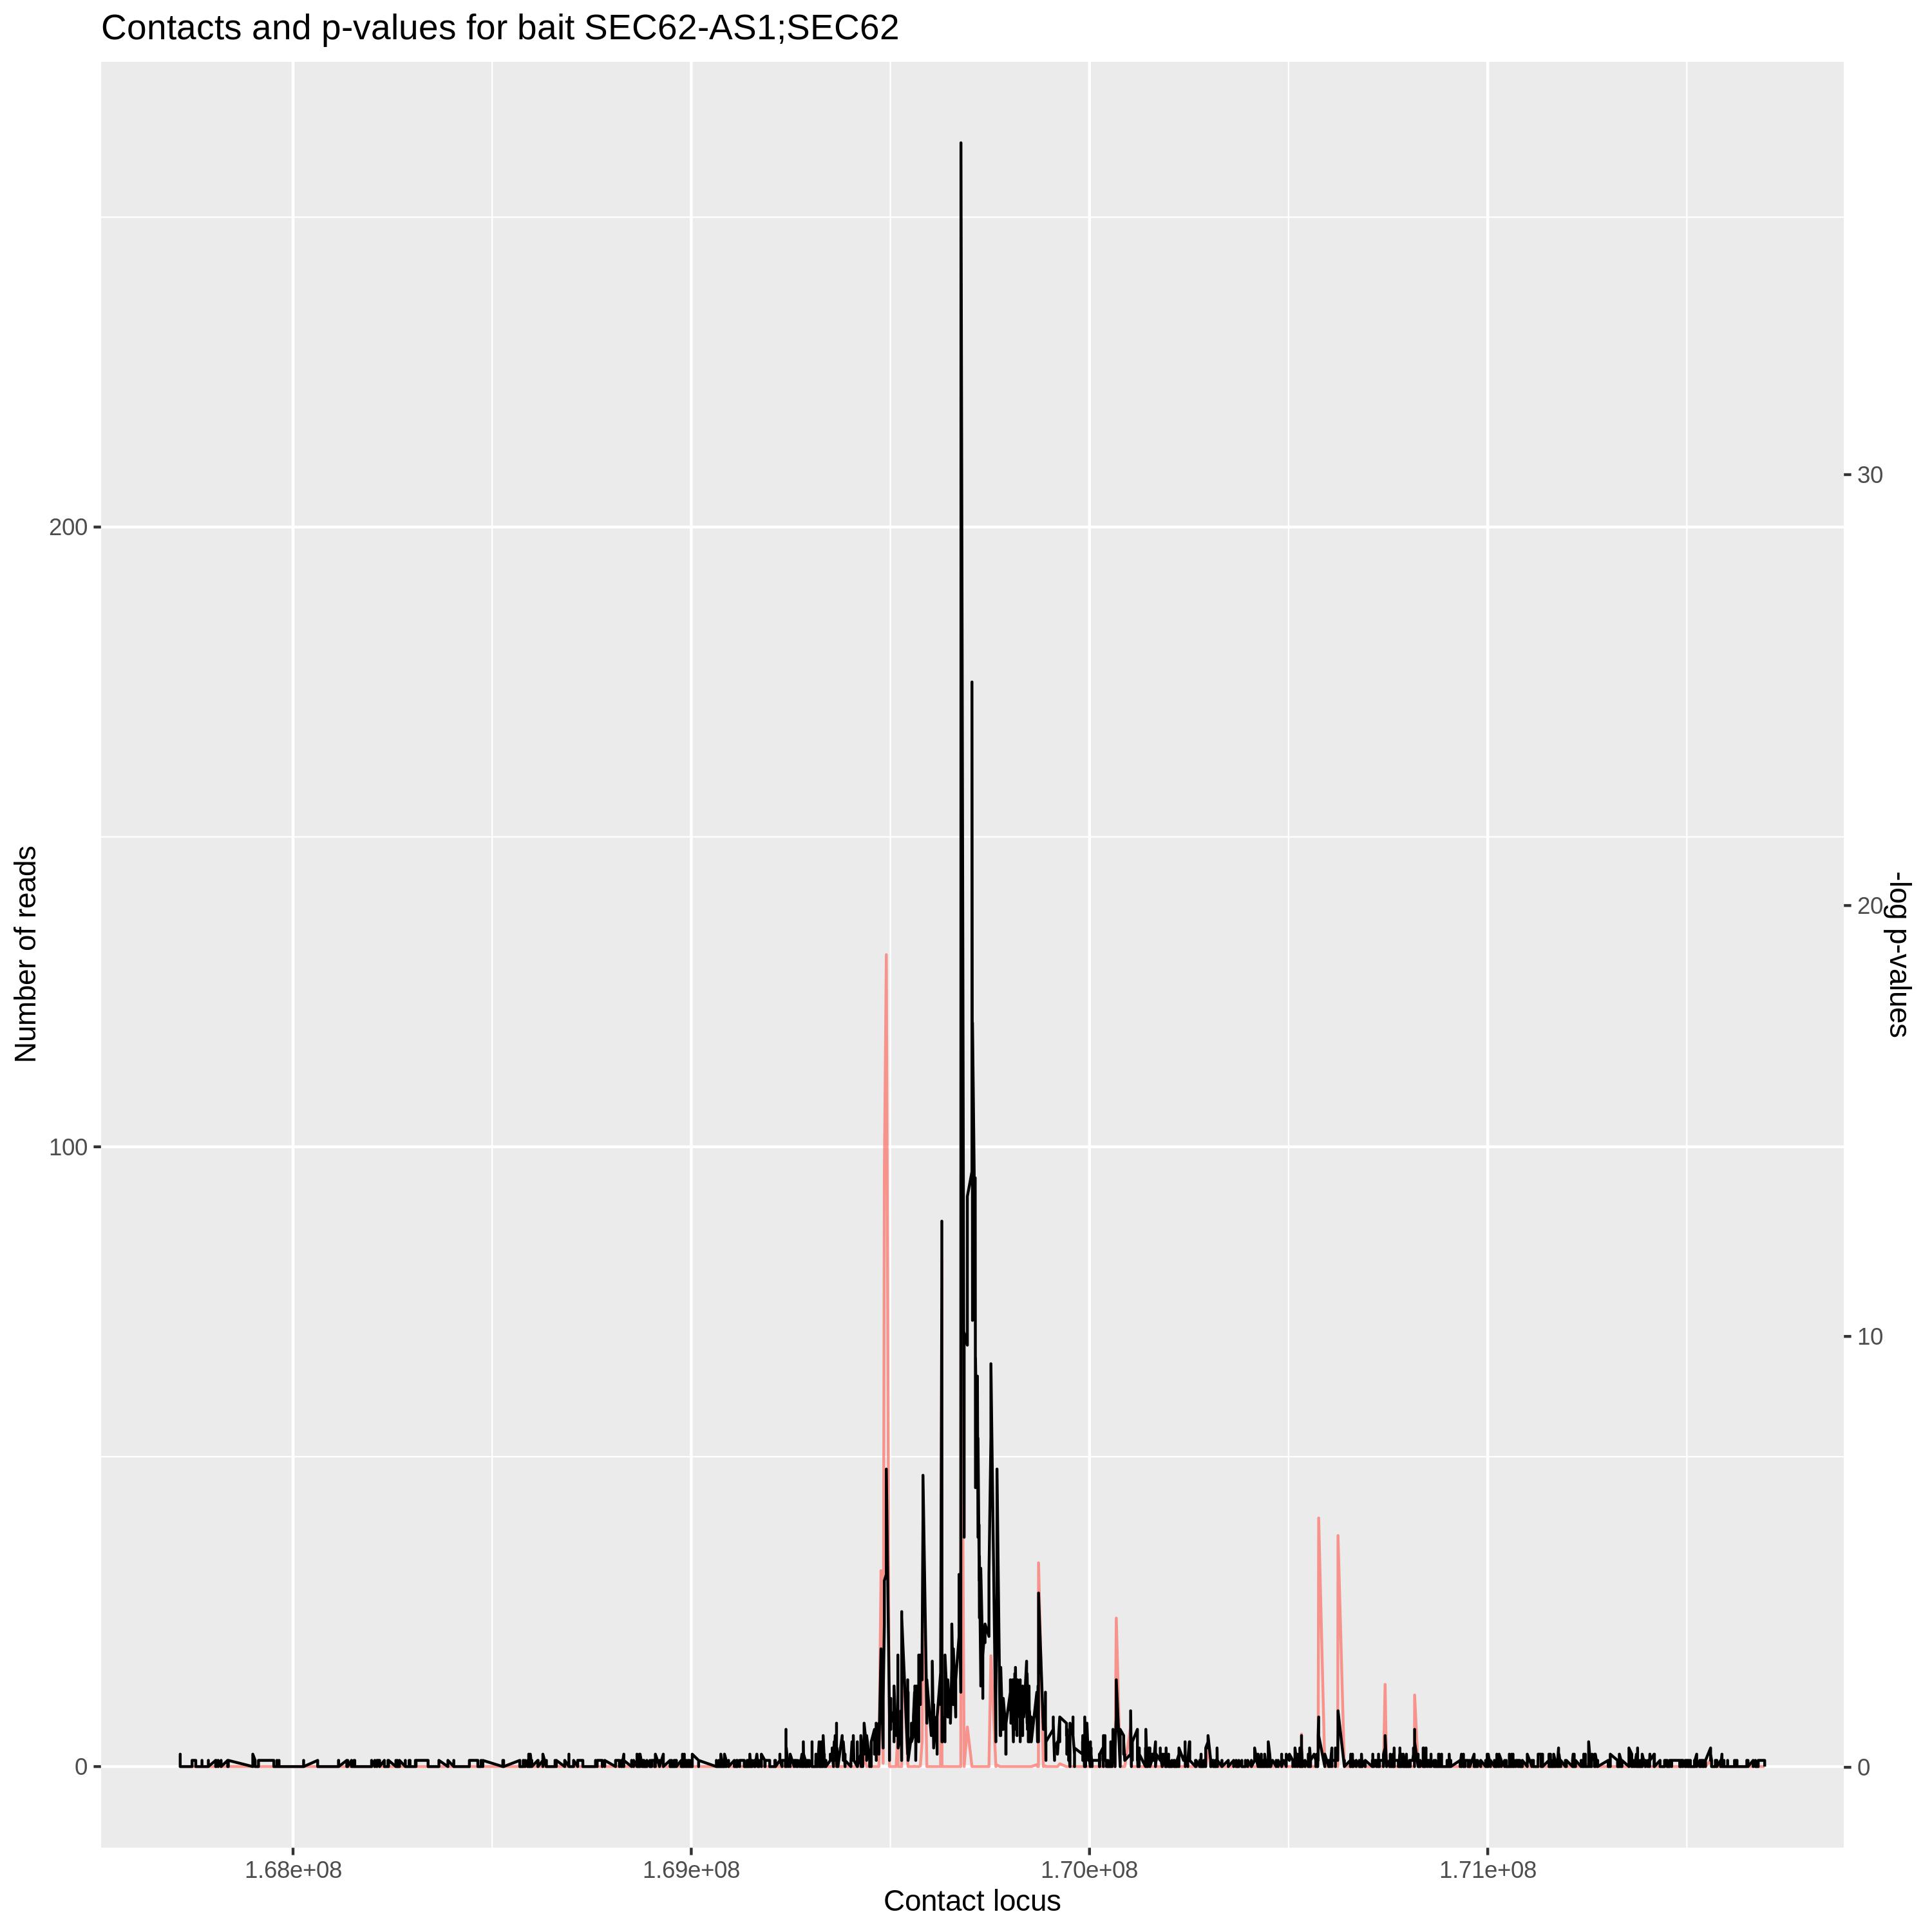 Contacts and p-values for bait SEC62-AS1;SEC62
Number of reads
200
100
0
30
20
10
0
-log p-values
1.68e+08
1.69e+08
1.70e+08
1.71e+08
Contact locus